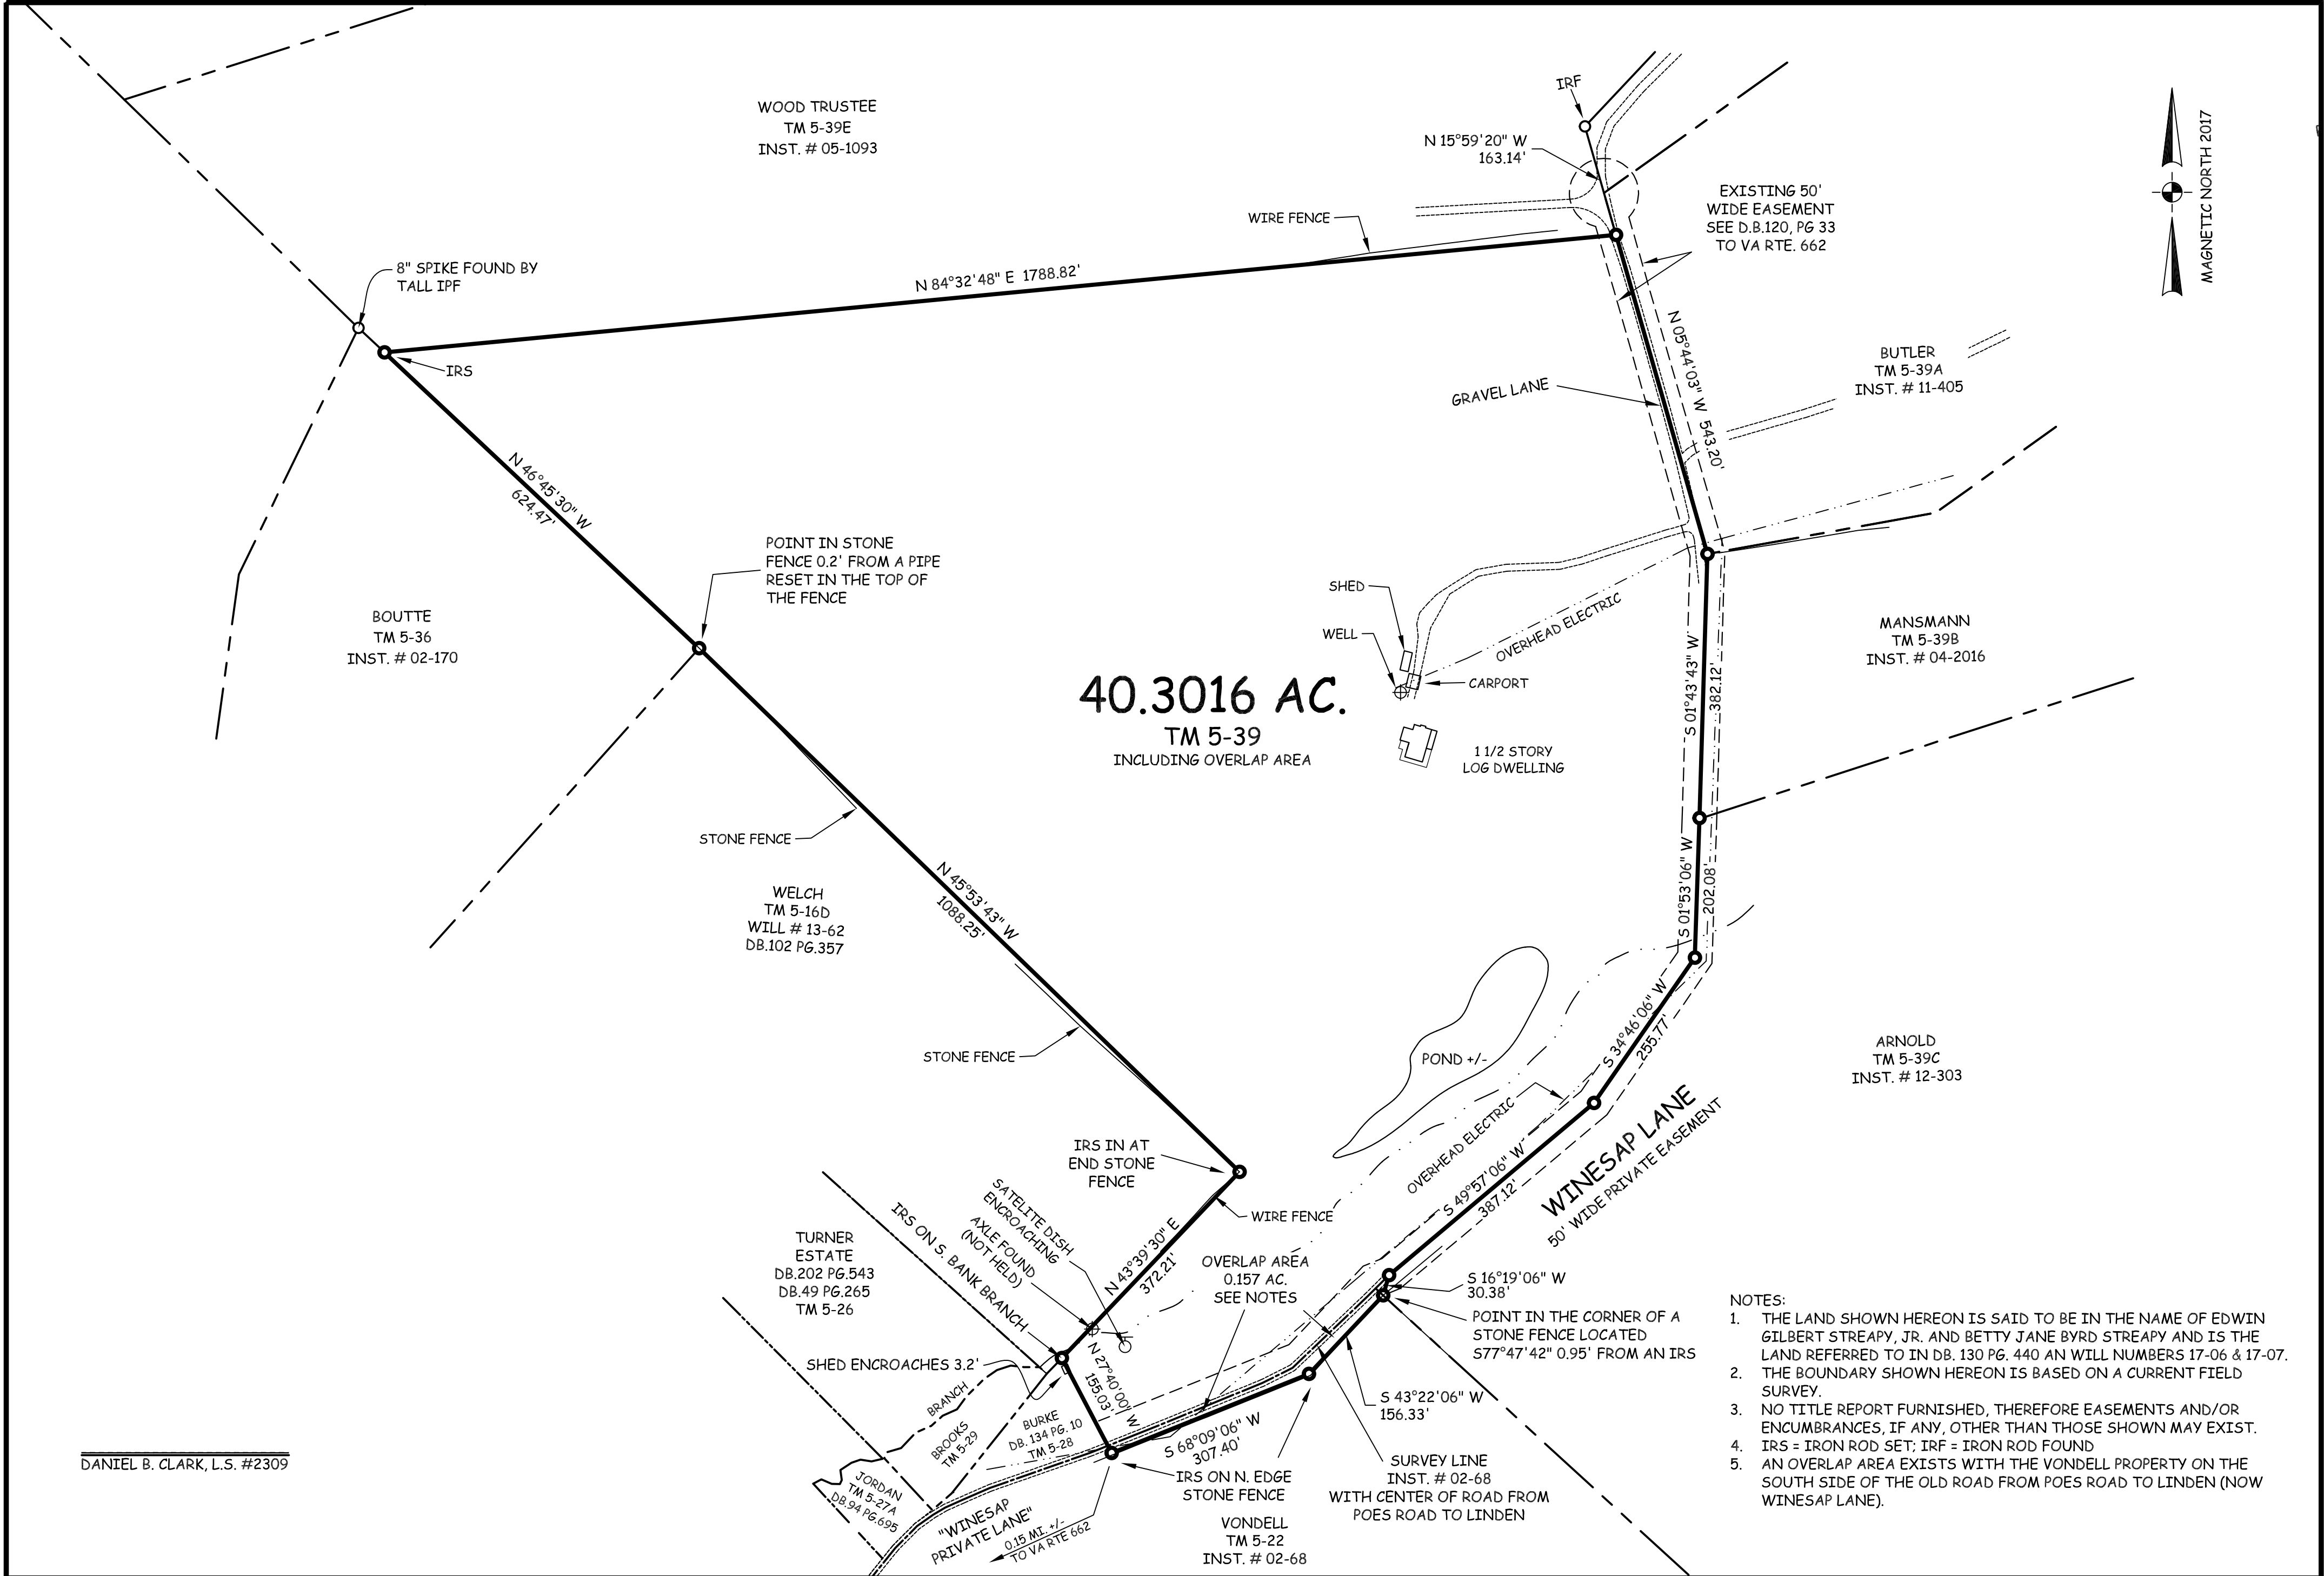 WOOD TRUSTEE
TM 5-39E
INST. # 05-1093
IRF
N 15°59'20" W
163.14'
EXISTING 50'
WIDE EASEMENT
SEE D.B.120, PG 33
TO VA RTE. 662
MAGNETIC NORTH 2017
WIRE FENCE
8" SPIKE FOUND BY
TALL IPF
N 84°32'48" E 1788.82'
IRS
N 05°44'03" W 543.20'
GRAVEL LANE
BUTLER
TM 5-39A
INST. # 11-405
N 46°45'30" W
624.47'
POINT IN STONE
FENCE 0.2' FROM A PIPE
RESET IN THE TOP OF
THE FENCE
BOUTTE
TM 5-36
INST. # 02-170
SHED
WELL
OVERHEAD ELECTRIC
CARPORT
S 01°43'43" W
382.12'
MANSMANN
TM 5-39B
INST. # 04-2016
40.3016 AC.
TM 5-39
INCLUDING OVERLAP AREA
1 1/2 STORY
LOG DWELLING
STONE FENCE
WELCH
TM 5-16D
WILL # 13-62
DB.102 PG.357
N 45°53'43" W
1088.25'
S 01°53'06" W
202.08'
STONE FENCE
POND +/-
S 34°46'06" W
255.77'
ARNOLD
TM 5-39C
INST. # 12-303
OVERHEAD ELECTRIC
WINESAP LANE
50' WIDE PRIVATE EASEMENT
S 49°57'06" W
387.12'
IRS IN AT
END STONE
FENCE
WIRE FENCE
SATELITE DISH
ENCROACHING
AXLE FOUND
(NOT HELD)
IRS ON S. BANK BRANCH
N 43°39'30" E
372.21'
TURNER
ESTATE
DB.202 PG.543
DB.49 PG.265
TM 5-26
OVERLAP AREA
0.157 AC.
SEE NOTES
S 16°19'06" W
30.38'
POINT IN THE CORNER OF A
STONE FENCE LOCATED
S77°47'42" 0.95' FROM AN IRS
SHED ENCROACHES 3.2'
N 27°40'00" W
155.03'
S 43°22'06" W
156.33'
BRANCH
BROOKS
TM 5-29
BURKE
DB. 134 PG. 10
TM 5-28
S 68°09'06" W
307.40'
IRS ON N. EDGE
STONE FENCE
SURVEY LINE
INST. # 02-68
WITH CENTER OF ROAD FROM
POES ROAD TO LINDEN
JORDAN
TM 5-27A
DB.94 PG.695
"WINESAP
PRIVATE LANE"
0.15 MI. +/-
TO VA RTE 662
VONDELL
TM 5-22
INST. # 02-68
DANIEL B. CLARK, L.S. #2309
NOTES:
1. THE LAND SHOWN HEREON IS SAID TO BE IN THE NAME OF EDWIN
GILBERT STREAPY, JR. AND BETTY JANE BYRD STREAPY AND IS THE
LAND REFERRED TO IN DB. 130 PG. 440 AN WILL NUMBERS 17-06 & 17-07.
2. THE BOUNDARY SHOWN HEREON IS BASED ON A CURRENT FIELD
SURVEY.
3. NO TITLE REPORT FURNISHED, THEREFORE EASEMENTS AND/OR
ENCUMBRANCES, IF ANY, OTHER THAN THOSE SHOWN MAY EXIST.
4. IRS = IRON ROD SET; IRF = IRON ROD FOUND
5. AN OVERLAP AREA EXISTS WITH THE VONDELL PROPERTY ON THE
SOUTH SIDE OF THE OLD ROAD FROM POES ROAD TO LINDEN (NOW
WINESAP LANE).